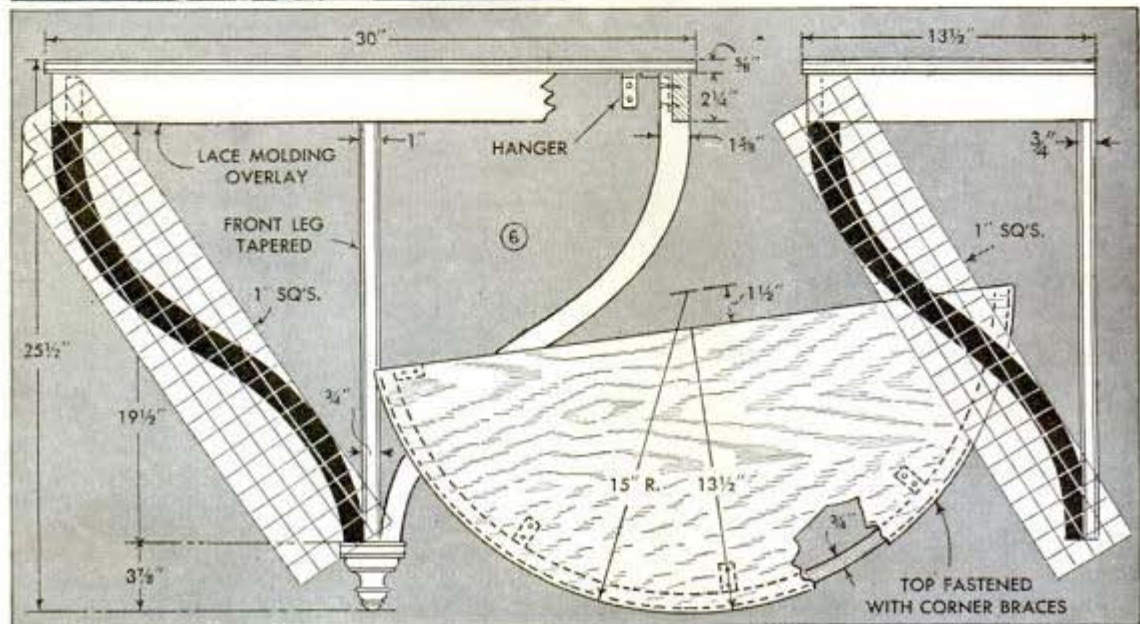 30"
13½"
⅝"
2¼"
HANGER
1⅝"
1"
LACE MOLDING
OVERLAY
¾"
FRONT LEG
TAPERED
6
1" SQ'S.
1" SQ'S.
1½"
25½"
19½"
¾"
15" R.
13½"
¾"
3⅞"
TOP FASTENED
WITH CORNER BRACES